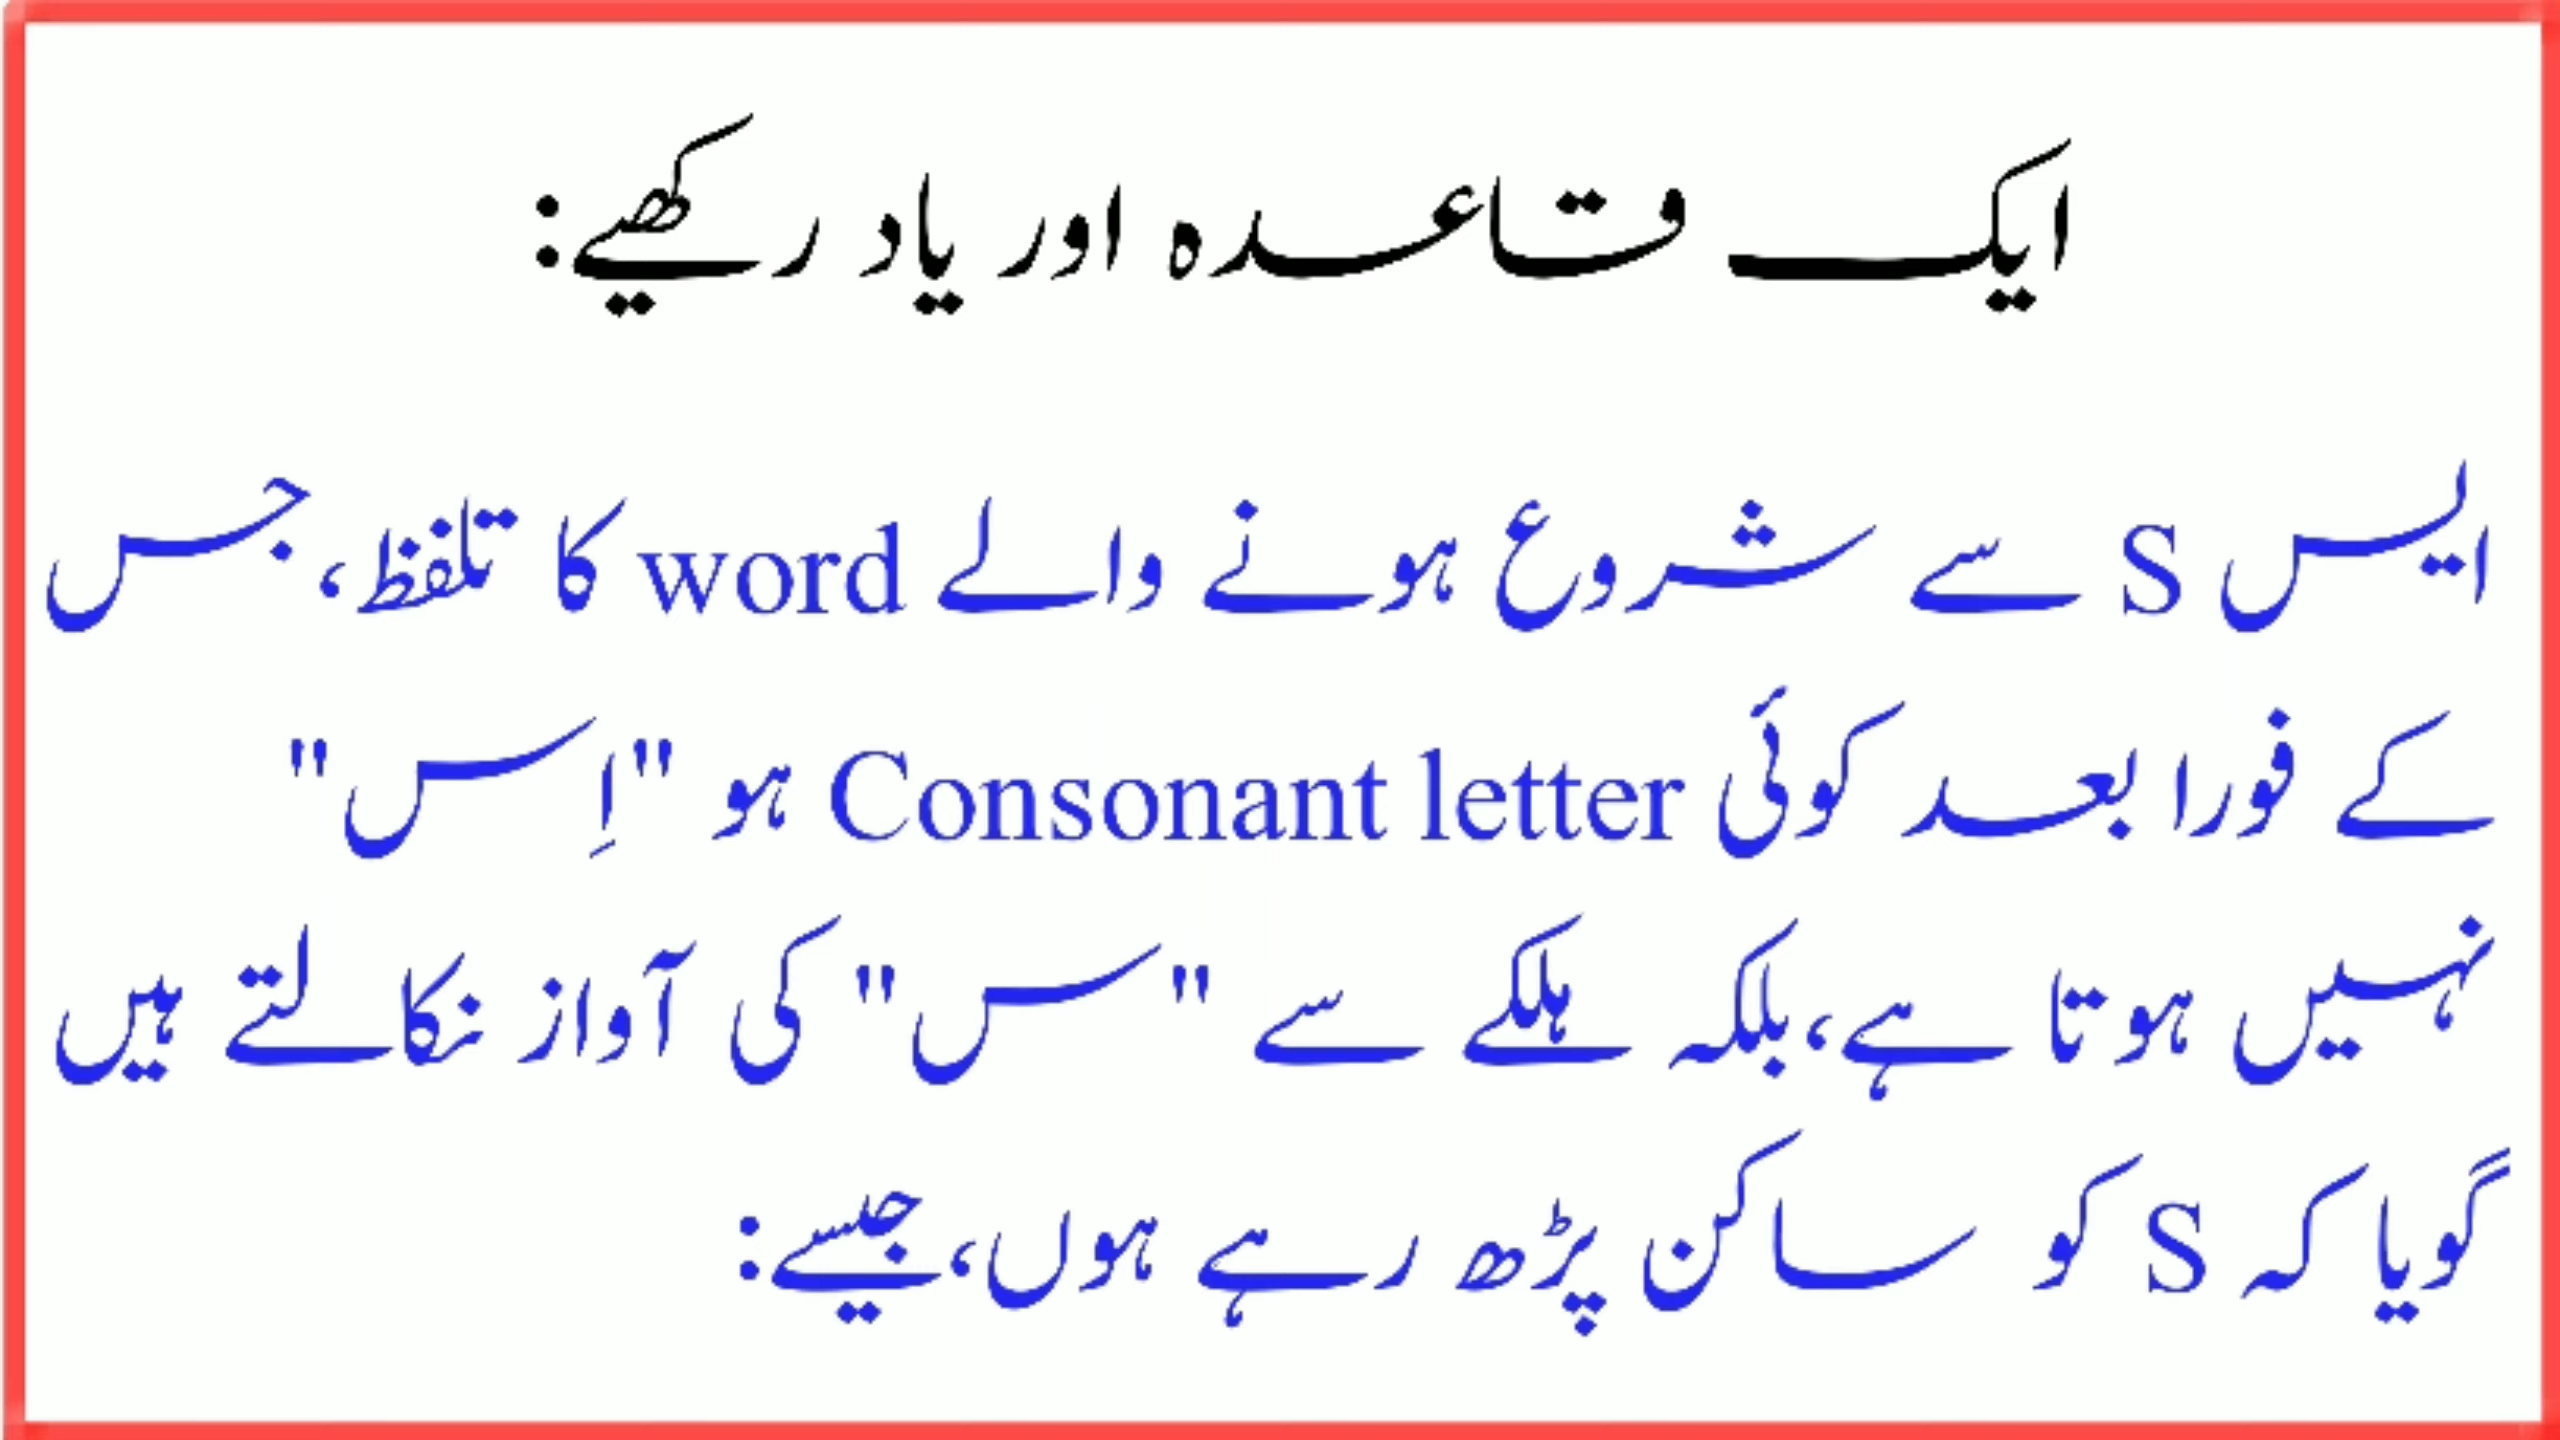 ایک قاعدہ اور یاد رکھیے:
ایس S سے شروع ہونے والے word کا تلفظ، جس
کے فورا بعد کوئی Consonant letter ہو "اِس"
نہیں ہوتا ہے، بلکہ ہلکے سے "س" کی آواز نکالتے ہیں
گویا کہ S کو ساکن پڑھ رہے ہوں، جیسے: